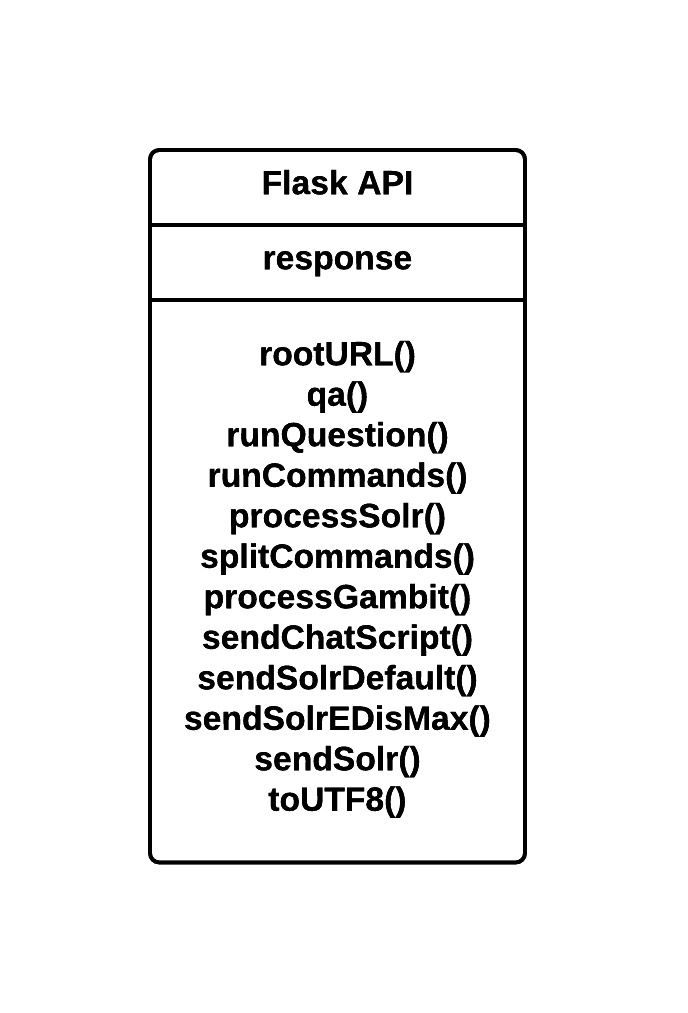 Flask API
response
rootURL()
qa()
runQuestion()
runCommands()
processSolr()
splitCommands()
processGambit()
sendChatScript()
sendSolrDefault()
sendSolrEDisMax()
sendSolr()
toUTF8()